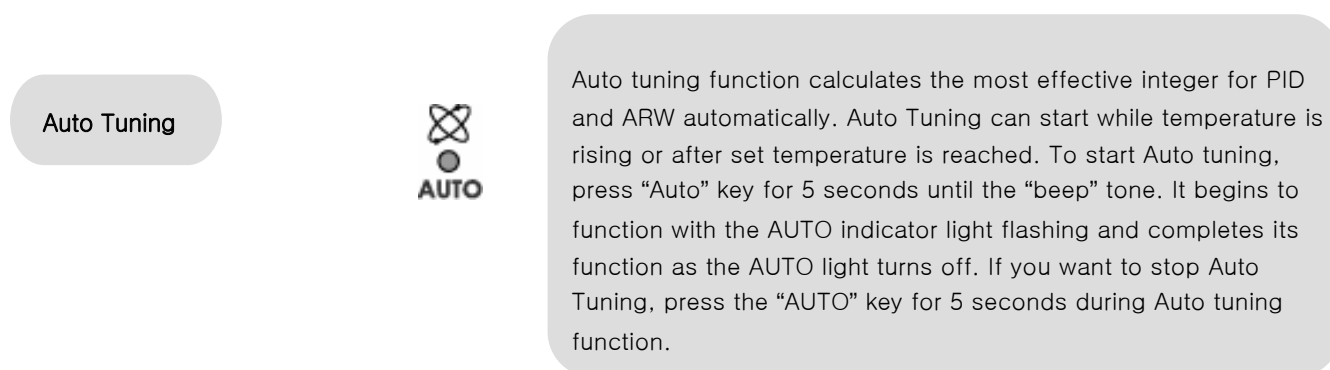 Auto Tuning
AUTO
Auto tuning function calculates the most effective integer for PID
and ARW automatically. Auto Tuning can start while temperature is
rising or after set temperature is reached. To start Auto tuning,
press “Auto” key for 5 seconds until the “beep” tone. It begins to
function with the AUTO indicator light flashing and completes its
function as the AUTO light turns off. If you want to stop Auto
Tuning, press the “AUTO” key for 5 seconds during Auto tuning
function.